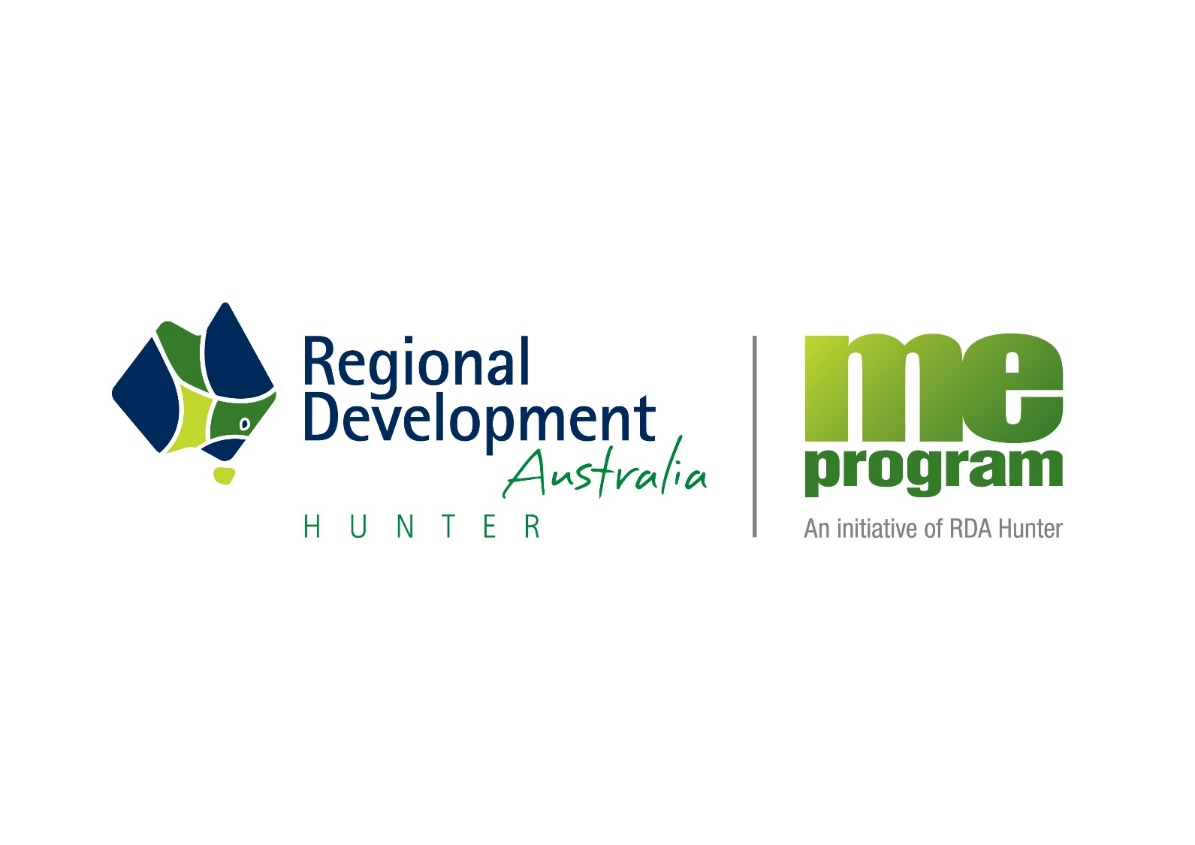 Regional
Development
Australia
HUNTER
me
program
An initiative of RDA Hunter